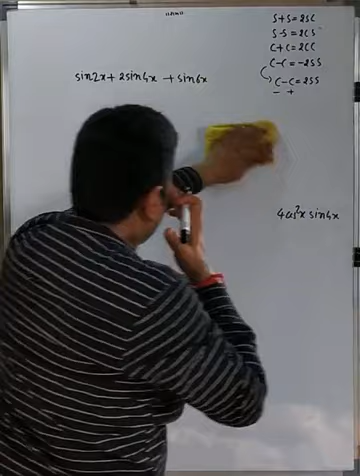 S+S=2SC
S-S=2CS
C+C=2CC
C-C=-2SS
C-C=2SS
- +
sin2x+2sin4x+sin6x
4cos²x sin4x